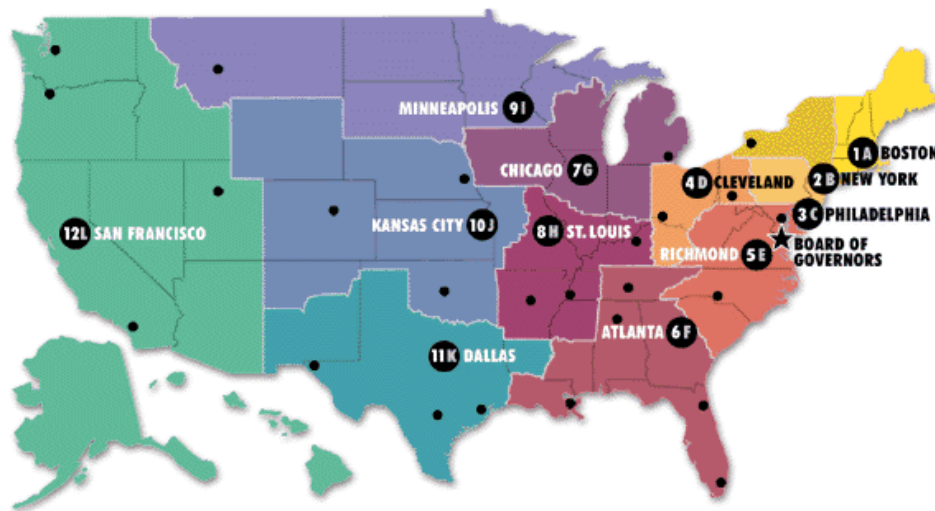 MINNEAPOLIS 9I
1A BOSTON
CHICAGO 7G
4D CLEVELAND
2B NEW YORK
3C PHILADELPHIA
12L SAN FRANCISCO
KANSAS CITY 10J
8H ST. LOUIS
RICHMOND 5E
BOARD OF
GOVERNORS
ATLANTA 6F
11K DALLAS